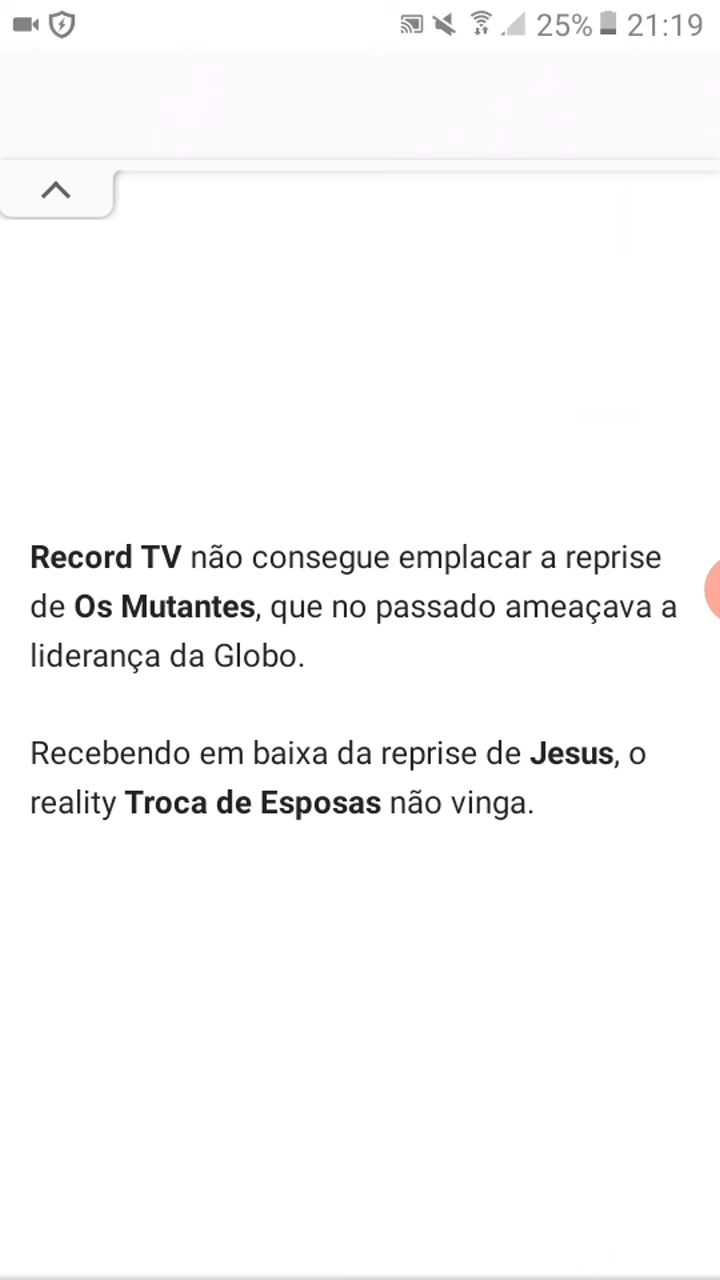 25% 21:19
Record TV não consegue emplacar a reprise
de Os Mutantes, que no passado ameaçava a
liderança da Globo.
Recebendo em baixa da reprise de Jesus, o
reality Troca de Esposas não vinga.